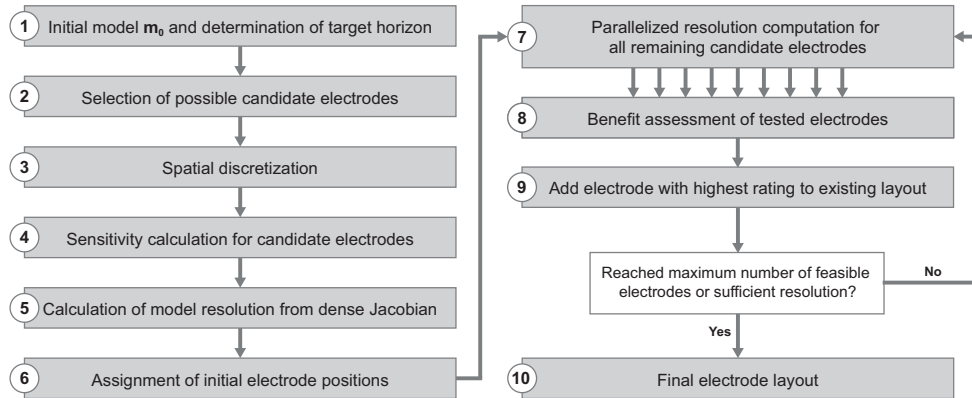 1 Initial model m₀ and determination of target horizon
2 Selection of possible candidate electrodes
3 Spatial discretization
4 Sensitivity calculation for candidate electrodes
5 Calculation of model resolution from dense Jacobian
6 Assignment of initial electrode positions
7 Parallelized resolution computation for
all remaining candidate electrodes
8 Benefit assessment of tested electrodes
9 Add electrode with highest rating to existing layout
Reached maximum number of feasible
electrodes or sufficient resolution?
No
Yes
10 Final electrode layout